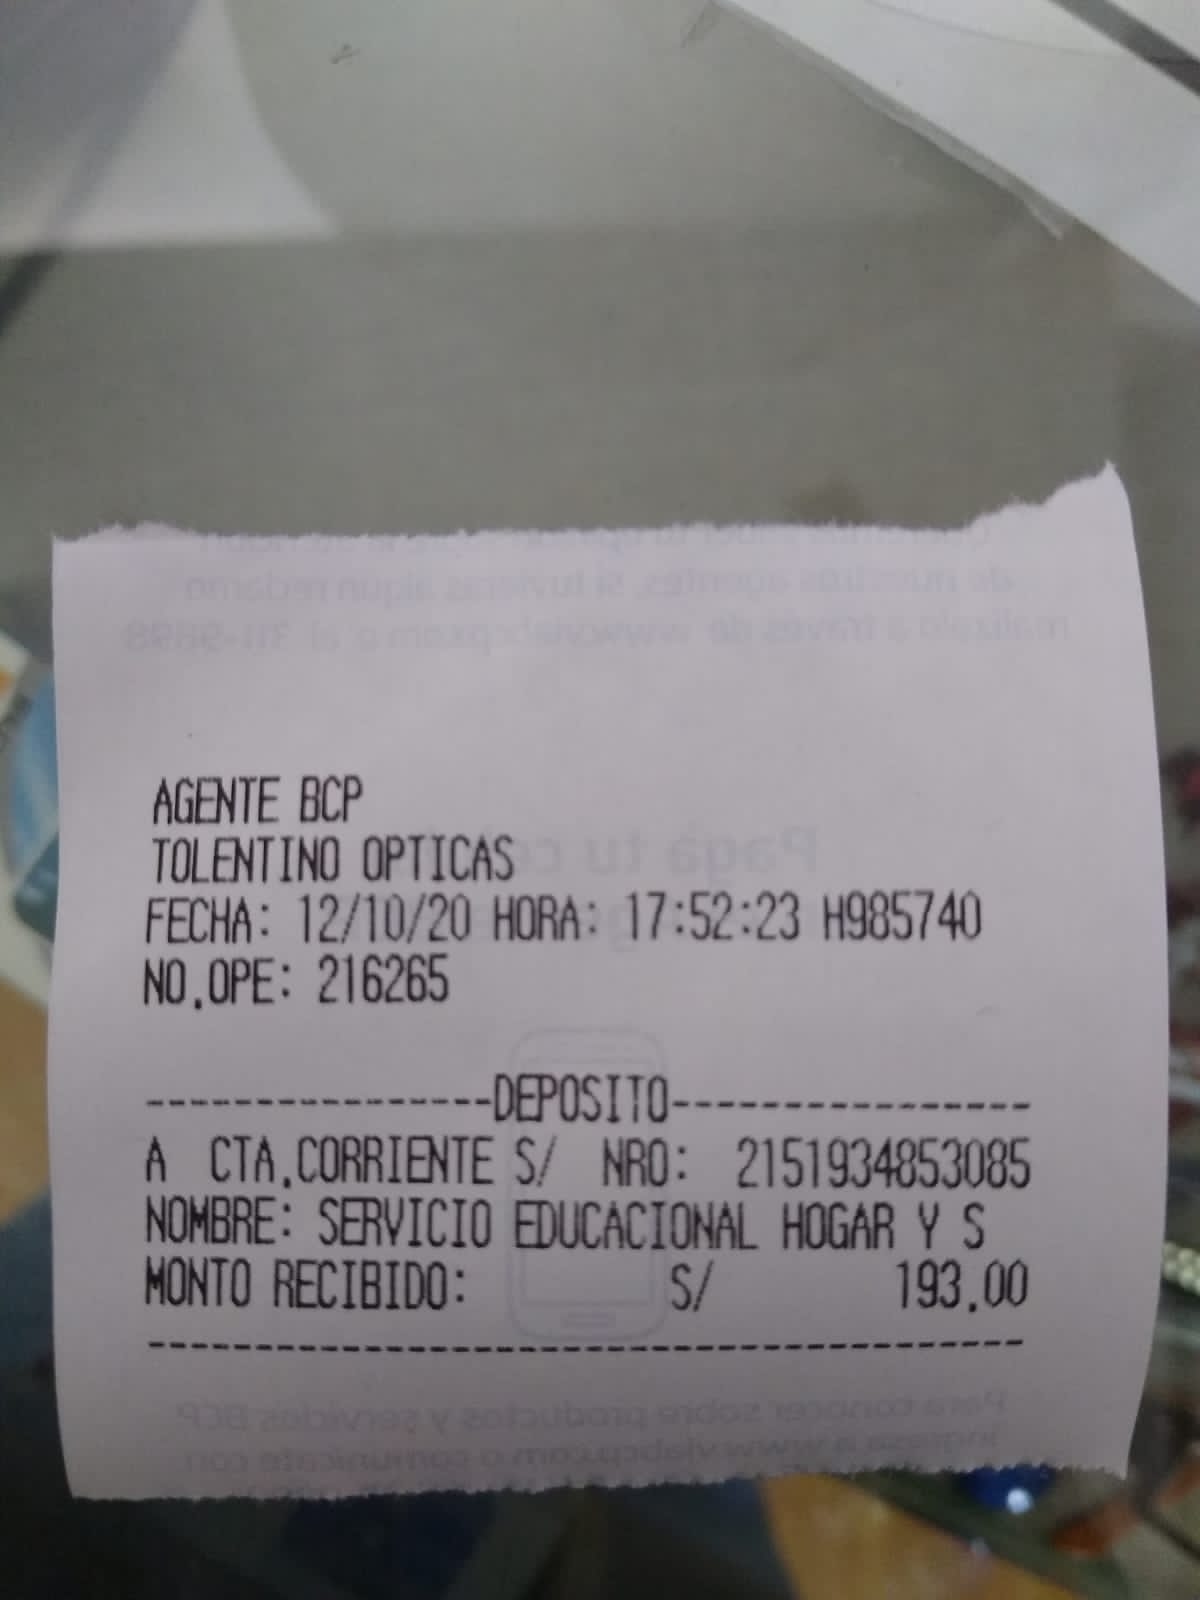 AGENTE BCP
TOLENTINO OPTICAS
FECHA: 12/10/20 HORA: 17:52:23 H985740
NO.OPE: 216265
----------------DEPOSITO-----------------
A CTA.CORRIENTE S/ NRO: 2151934853085
NOMBRE: SERVICIO EDUCACIONAL HOGAR Y S
MONTO RECIBIDO: S/ 193.00
-----------------------------------------